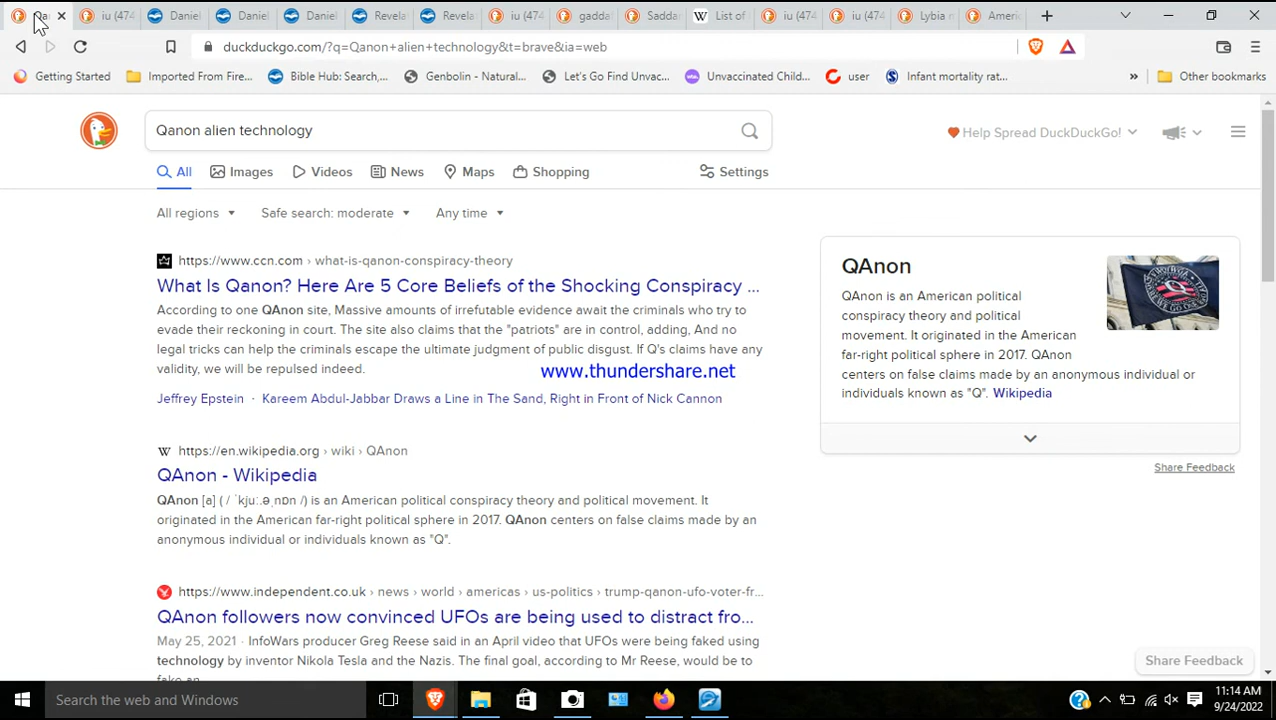 Qan
iu (474
Daniel
Daniel
Daniel
Revela
Revela
iu (474
gadda
Saddar
List of
iu (474
iu (474
Lybia n
Ameri
duckduckgo.com/?q=Qanon+alien+technology&t=brave&ia=web
Getting Started
Imported From Fire...
Bible Hub: Search,...
Genbolin - Natural...
Let's Go Find Unvac...
Unvaccinated Child...
user
Infant mortality rat...
Other bookmarks
Qanon alien technology
Help Spread DuckDuckGo!
All
Images
Videos
News
Maps
Shopping
Settings
All regions
Safe search: moderate
Any time
https://www.ccn.com › what-is-qanon-conspiracy-theory
What Is Qanon? Here Are 5 Core Beliefs of the Shocking Conspiracy ...
According to one QAnon site, Massive amounts of irrefutable evidence await the criminals who try to
evade their reckoning in court. The site also claims that the "patriots" are in control, adding, And no
legal tricks can help the criminals escape the ultimate judgment of public disgust. If Q's claims have any
validity, we will be repulsed indeed.
www.thundershare.net
Jeffrey Epstein · Kareem Abdul-Jabbar Draws a Line in The Sand, Right in Front of Nick Cannon
https://en.wikipedia.org › wiki › QAnon
QAnon - Wikipedia
QAnon [a] ( / ˈkjuː.əˌnɒn /) is an American political conspiracy theory and political movement. It
originated in the American far-right political sphere in 2017. QAnon centers on false claims made by an
anonymous individual or individuals known as "Q".
https://www.independent.co.uk › news › world › americas › us-politics › trump-qanon-ufo-voter-fr...
QAnon followers now convinced UFOs are being used to distract fro...
May 25, 2021 · InfoWars producer Greg Reese said in an April video that UFOs were being faked using
technology by inventor Nikola Tesla and the Nazis. The final goal, according to Mr Reese, would be to
fake an
QAnon
QAnon is an American political
conspiracy theory and political
movement. It originated in the American
far-right political sphere in 2017. QAnon
centers on false claims made by an anonymous individual or
individuals known as "Q". Wikipedia
Share Feedback
Share Feedback
Search the web and Windows
11:14 AM
9/24/2022